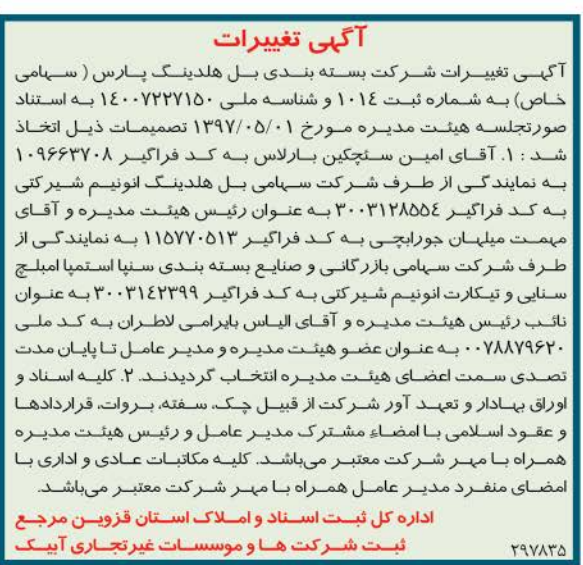 آگهی تغییرات
آگهی تغییرات شرکت بسته بندی بل هلدینگ پارس ( سهامی
خاص) به شماره ثبت ۱۰۱٤ و شناسه ملی ۱٤۰۰۷۲۲۷۱۵۰ به استناد
صورتجلسه هیئت مدیره مورخ ۱۳۹۷/۰۵/۰۱ تصمیمات ذیل اتخاذ
شد : ۱. آقای امین سئچکین بارلاس به کد فراگیر ۱۰۹۶۶۳۷۰۸
به نمایندگی از طرف شرکت سهامی بل هلدینگ انونیم شیرکتی
به کد فراگیر ۳۰۰۳۱۲۸۵۵٤ به عنوان رئیس هیئت مدیره و آقای
مهمت میلهان جورابچی به کد فراگیر ۱۱۵۷۷۰۵۱۳ به نمایندگی از
طرف شرکت سهامی بازرگانی و صنایع بسته بندی سنپا استمپا امبلج
سنایی و تیکارت انونیم شیرکتی به کد فراگیر ۳۰۰۳۱٤۲۳۹۹ به عنوان
نائب رئیس هیئت مدیره و آقای الیاس بایرامی لاطران به کد ملی
۰۰۷۸۸۷۹۶۲۰ به عنوان عضو هیئت مدیره و مدیر عامل تا پایان مدت
تصدی سمت اعضای هیئت مدیره انتخاب گردیدند. ۲. کلیه اسناد و
اوراق بهادار و تعهد آور شرکت از قبیل چک، سفته، بروات، قراردادها
و عقود اسلامی با امضاء مشترک مدیر عامل و رئیس هیئت مدیره
همراه با مهر شرکت معتبر می‌باشد. کلیه مکاتبات عادی و اداری با
امضای منفرد مدیر عامل همراه با مهر شرکت معتبر می‌باشد.
اداره کل ثبت اسناد و املاک استان قزوین مرجع
ثبت شرکت ها و موسسات غیرتجاری آبیک
۲۹۷۸۳۵